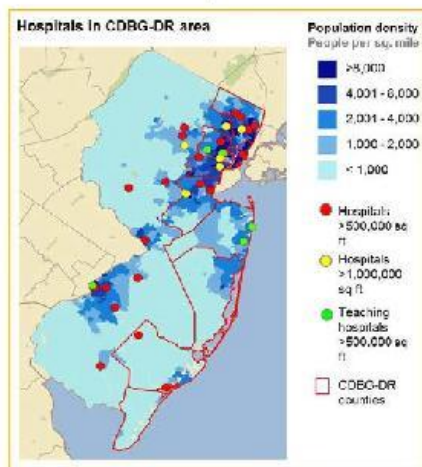 Hospitals in CDBG-DR area
Population density
People per sq. mile
>8,000
4,001 - 8,000
2,001 - 4,000
1,000 - 2,000
< 1,000
Hospitals
>500,000 sq
ft
Hospitals
>1,000,000
sq ft
Teaching
hospitals
>500,000 sq
ft
CDBG-DR
counties